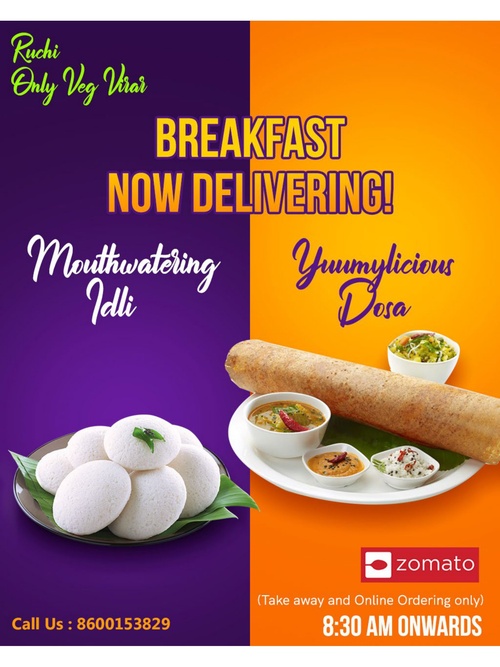 Ruchi
Only Veg Virar
BREAKFAST
NOW DELIVERING!
Mouthwatering
Idli
Yuumylicious
Dosa
zomato
(Take away and Online Ordering only)
Call Us : 8600153829
8:30 AM ONWARDS